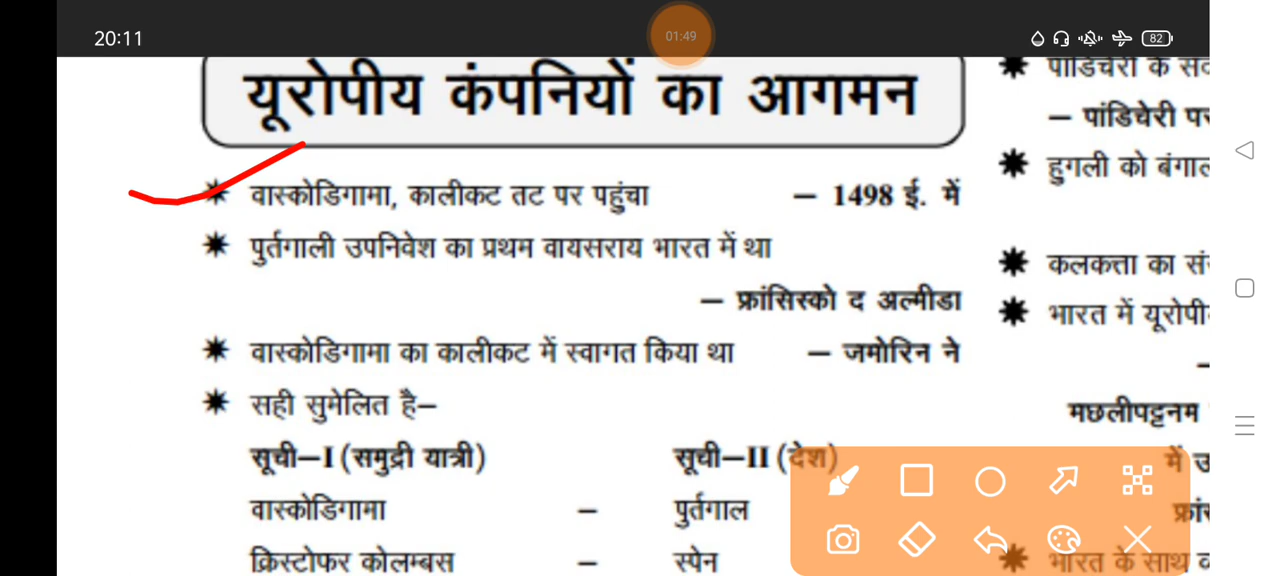 20:11
01:49
82
यूरोपीय कंपनियों का आगमन
वास्कोडिगामा, कालीकट तट पर पहुंचा – 1498 ई. में
पुर्तगाली उपनिवेश का प्रथम वायसराय भारत में था
– फ्रांसिस्को द अल्मीडा
वास्कोडिगामा का कालीकट में स्वागत किया था – जमोरिन ने
सही सुमेलित है–
सूची–I (समुद्री यात्री) सूची–II (देश)
वास्कोडिगामा – पुर्तगाल
क्रिस्टोफर कोलम्बस – स्पेन
पांडिचेरी के
– पांडिचेरी
हुगली को
कलकत्ता का
भारत में
–
मछलीपट्टनम
में
भारत के साथ